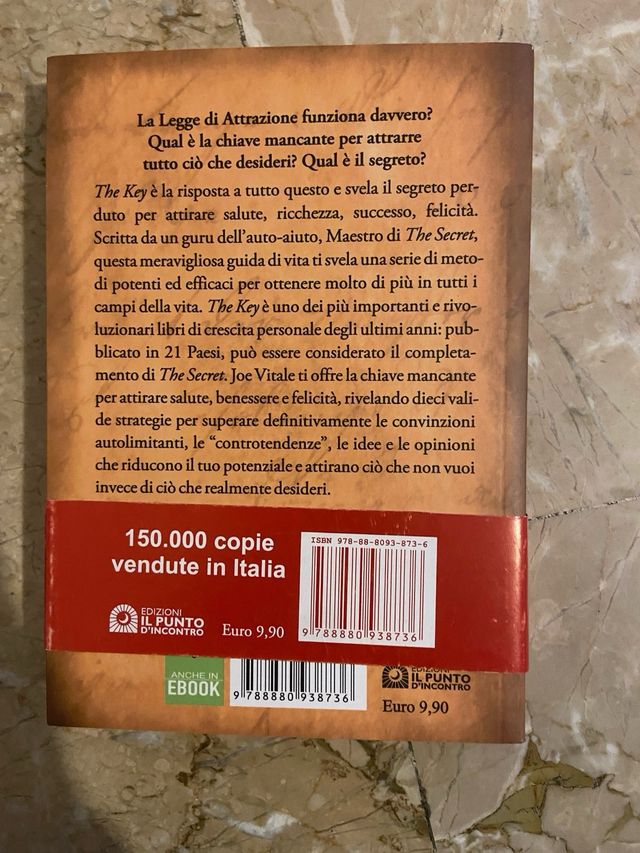 La Legge di Attrazione funziona davvero?
Qual è la chiave mancante per attrarre
tutto ciò che desideri? Qual è il segreto?
The Key è la risposta a tutto questo e svela il segreto per-
duto per attirare salute, ricchezza, successo, felicità.
Scritta da un guru dell'auto-aiuto, Maestro di The Secret,
questa meravigliosa guida di vita ti svela una serie di meto-
di potenti ed efficaci per ottenere molto di più in tutti i
campi della vita. The Key è uno dei più importanti e rivo-
luzionari libri di crescita personale degli ultimi anni: pub-
blicato in 21 Paesi, può essere considerato il completa-
mento di The Secret. Joe Vitale ti offre la chiave mancante
per attirare salute, benessere e felicità, rivelando dieci vali-
de strategie per superare definitivamente le convinzioni
autolimitanti, le “controtendenze”, le idee e le opinioni
che riducono il tuo potenziale e attirano ciò che non vuoi
invece di ciò che realmente desideri.
150.000 copie
vendute in Italia
EDIZIONI
IL PUNTO
D'INCONTRO
Euro 9,90
ISBN 978-88-8093-873-6
9 788880 938736
ANCHE IN
EBOOK
9 788880 938736
EDIZIONI
IL PUNTO
D'INCONTRO
Euro 9,90